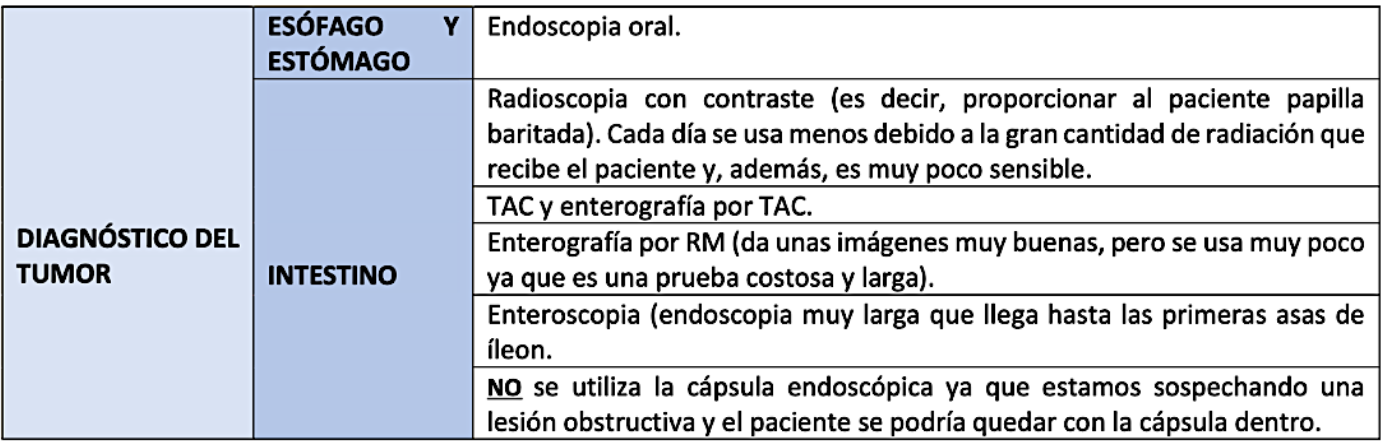 DIAGNÓSTICO DEL
TUMOR
ESÓFAGO Y
ESTÓMAGO
Endoscopia oral.
INTESTINO
Radioscopia con contraste (es decir, proporcionar al paciente papilla
baritada). Cada día se usa menos debido a la gran cantidad de radiación que
recibe el paciente y, además, es muy poco sensible.
TAC y enterografía por TAC.
Enterografía por RM (da unas imágenes muy buenas, pero se usa muy poco
ya que es una prueba costosa y larga).
Enteroscopia (endoscopia muy larga que llega hasta las primeras asas de
íleon.
NO se utiliza la cápsula endoscópica ya que estamos sospechando una
lesión obstructiva y el paciente se podría quedar con la cápsula dentro.